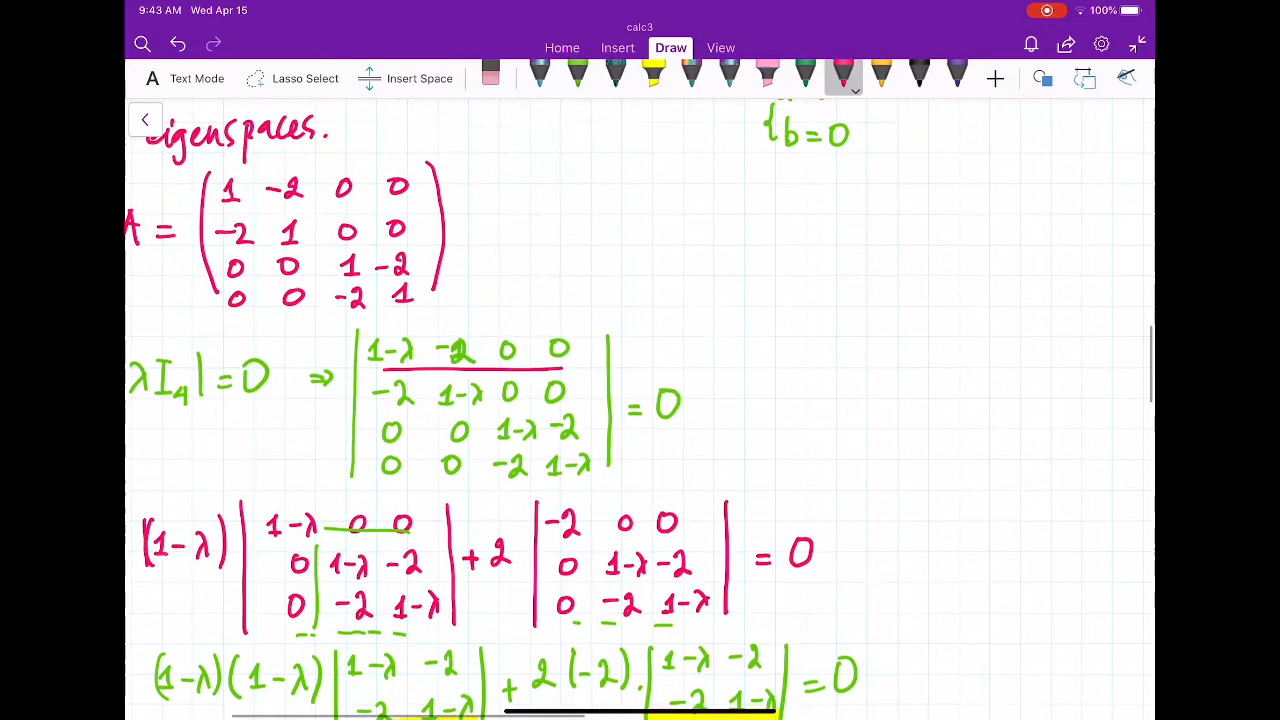 9:43 AM Wed Apr 15
100%
calc3
Home Insert Draw View
Text Mode Lasso Select Insert Space
eigenspaces.
{b = 0
A = ( 1 -2 0 0
-2 1 0 0
0 0 1 -2
0 0 -2 1 )
λI₄| = 0 ⇒ | 1-λ -2 0 0
-2 1-λ 0 0
0 0 1-λ -2
0 0 -2 1-λ | = 0
(1-λ) | 1-λ 0 0
0 1-λ -2
0 -2 1-λ | + 2 | -2 0 0
0 1-λ -2
0 -2 1-λ | = 0
(1-λ)(1-λ) | 1-λ -2
-2 1-λ | + 2(-2). | 1-λ -2
-2 1-λ | = 0